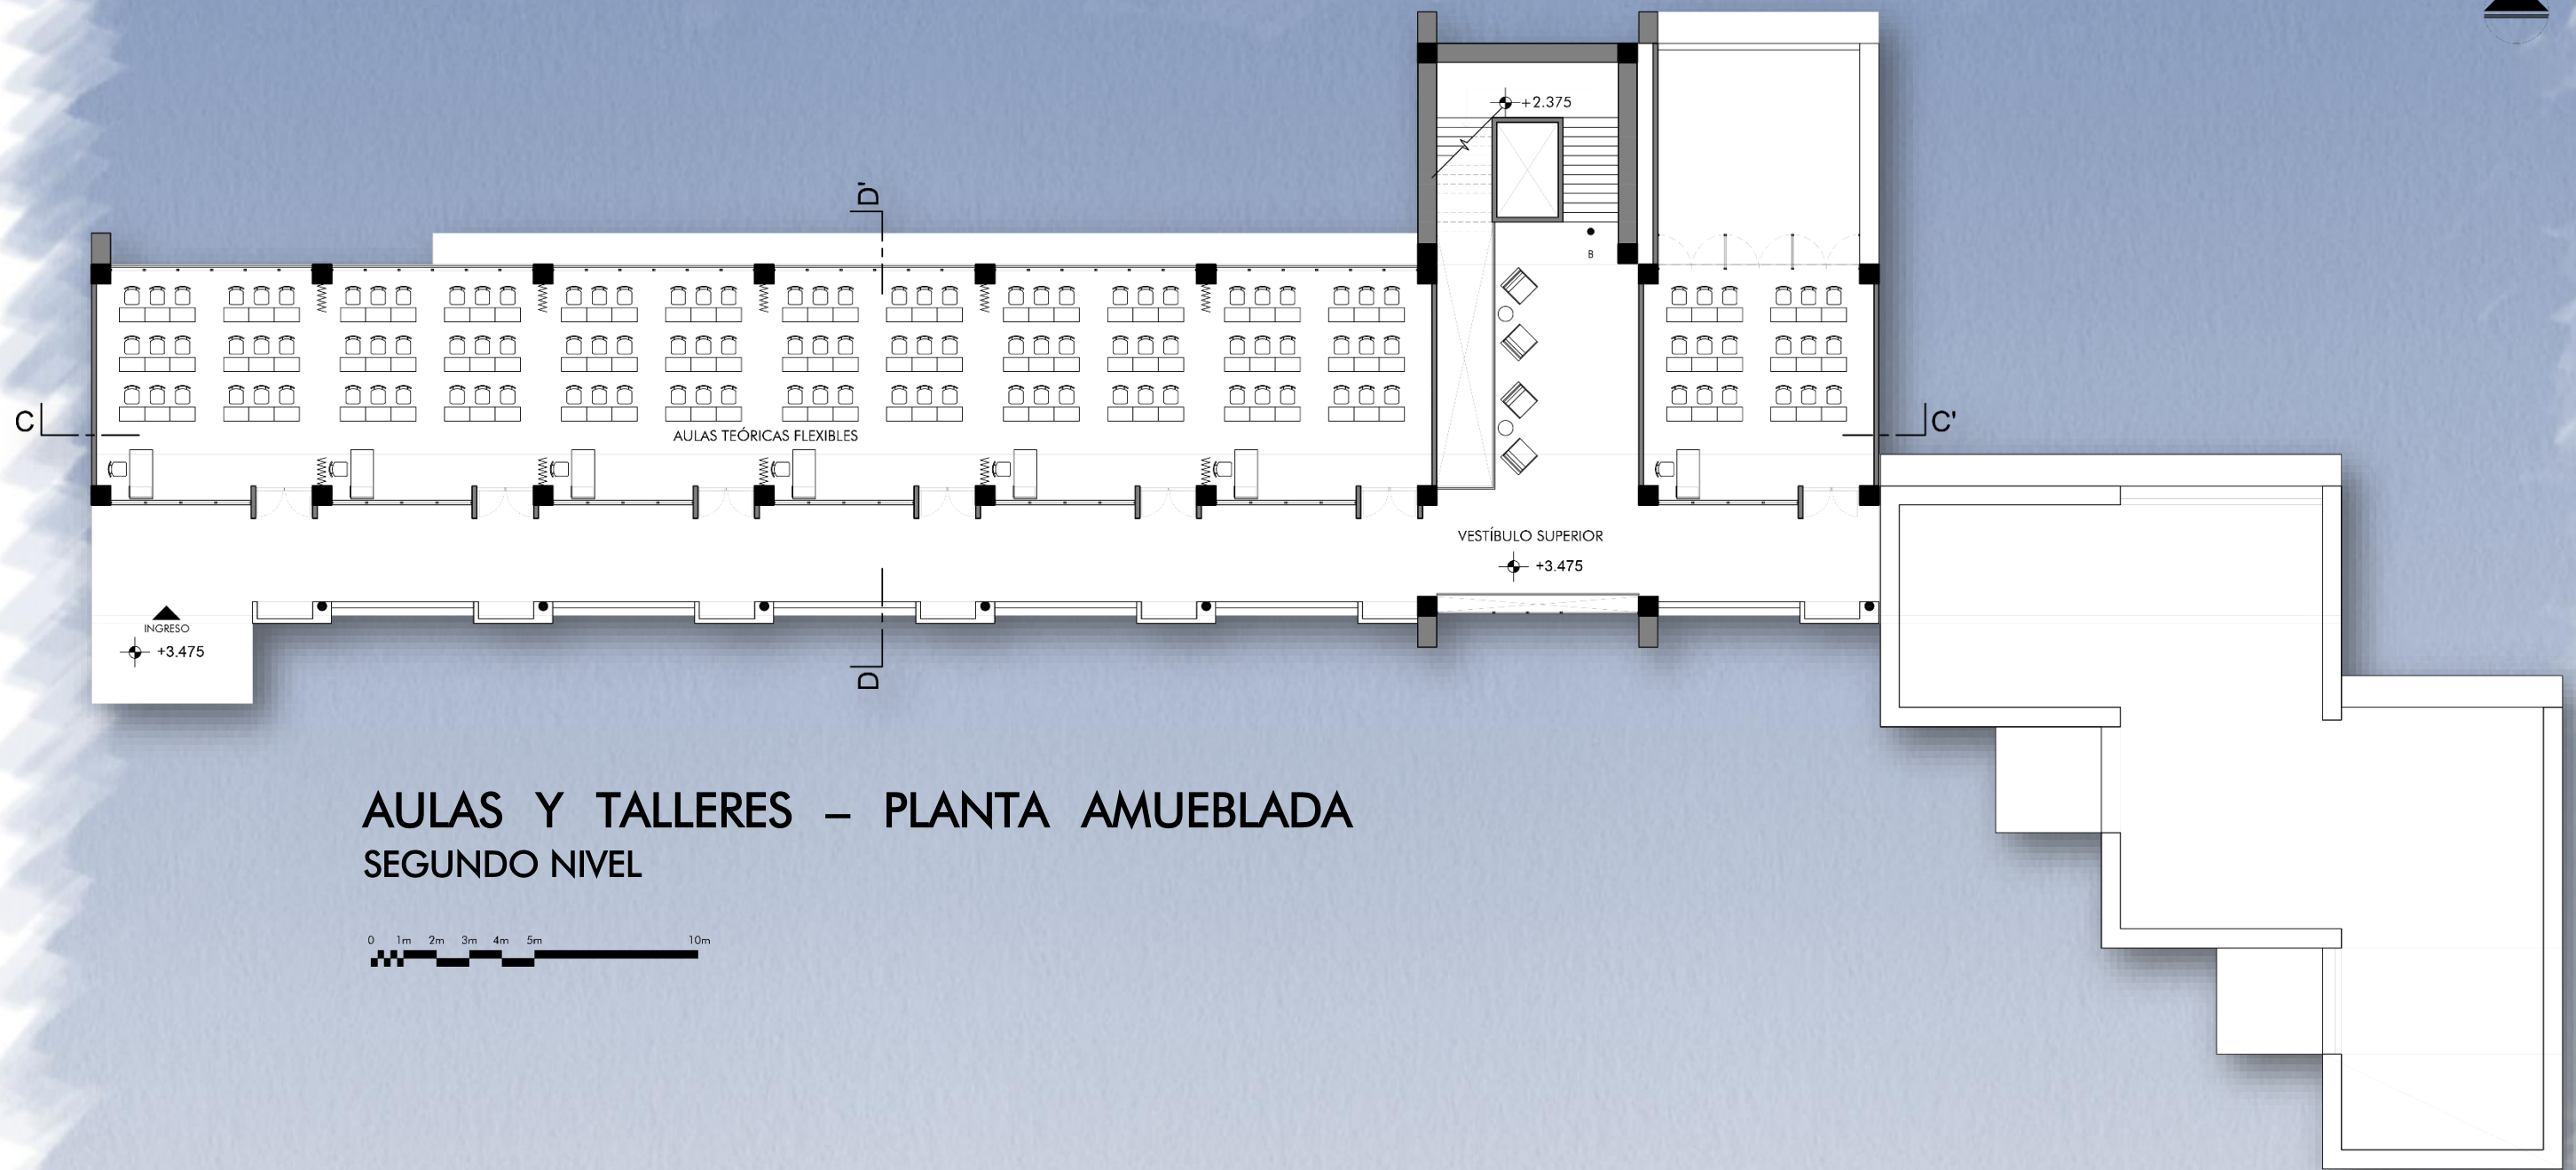 +2.375
D'
B
C
AULAS TEÓRICAS FLEXIBLES
C'
VESTÍBULO SUPERIOR
+3.475
INGRESO
+3.475
D
AULAS Y TALLERES – PLANTA AMUEBLADA
SEGUNDO NIVEL
0 1m 2m 3m 4m 5m 10m